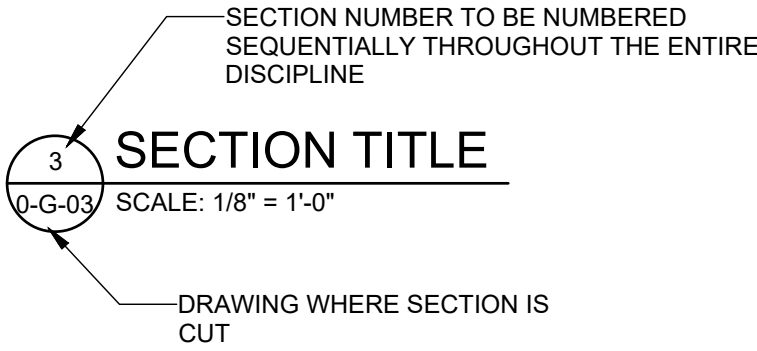 SECTION NUMBER TO BE NUMBERED
SEQUENTIALLY THROUGHOUT THE ENTIRE
DISCIPLINE
3
SECTION TITLE
0-G-03
SCALE: 1/8" = 1'-0"
DRAWING WHERE SECTION IS
CUT